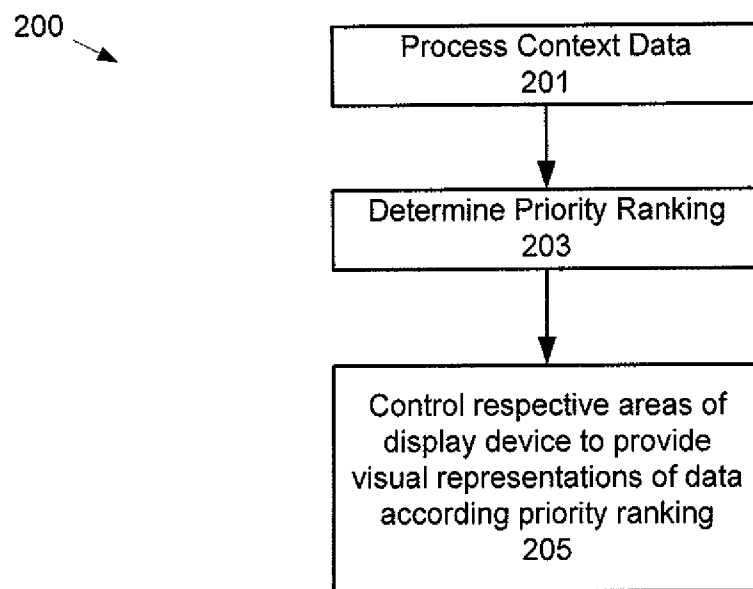 200
Process Context Data
201
Determine Priority Ranking
203
Control respective areas of
display device to provide
visual representations of data
according priority ranking
205